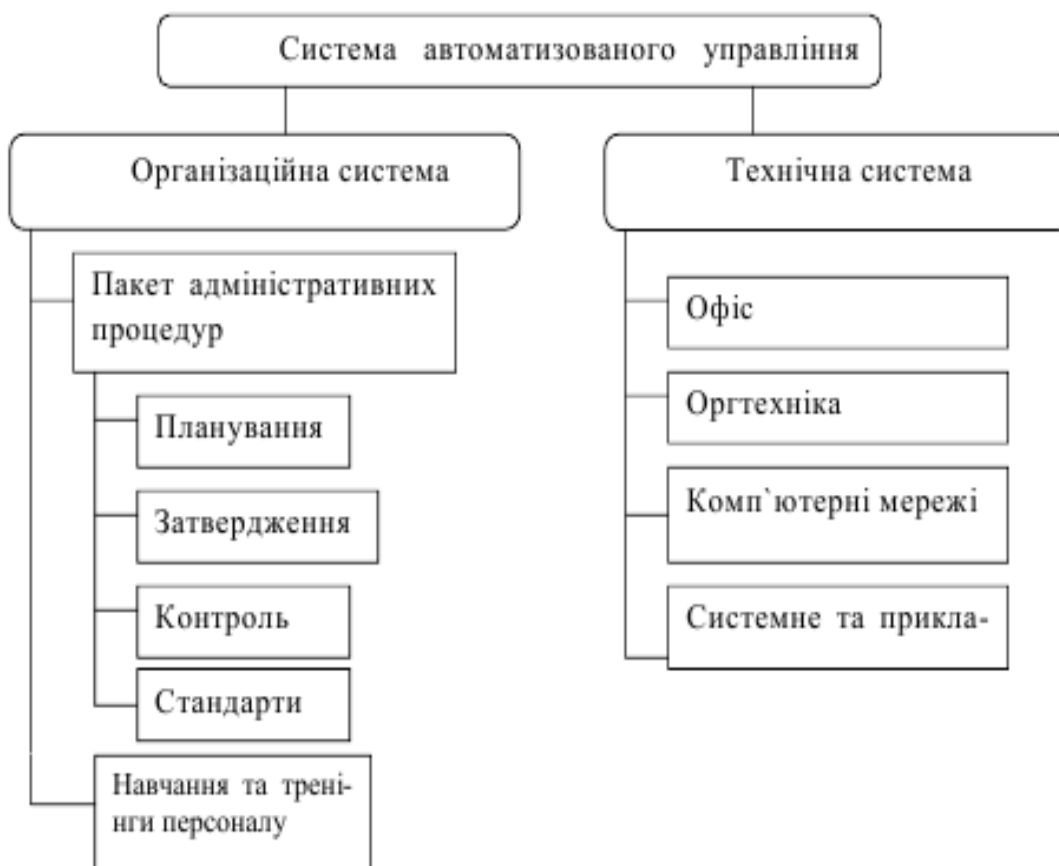 Система автоматизованого управління
Організаційна система
Пакет адміністративних
процедур
Планування
Затвердження
Контроль
Стандарти
Навчання та трені-
нги персоналу
Технічна система
Офіс
Оргтехніка
Комп`ютерні мережі
Системне та прикла-